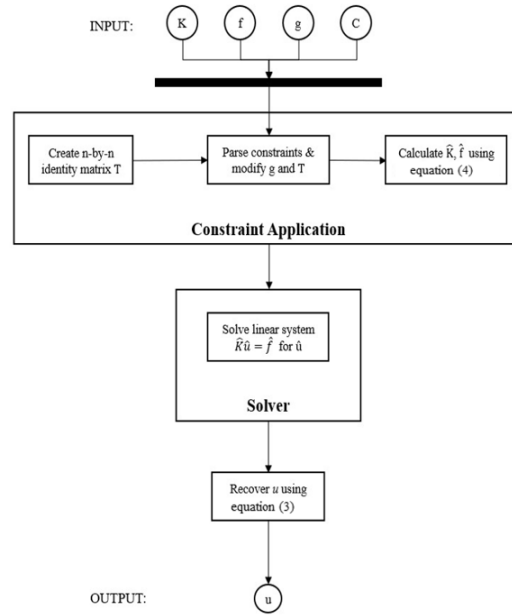 INPUT: K f g C
Create n-by-n
identity matrix T
Parse constraints &
modify g and T
Calculate K̂, f̂ using
equation (4)
Constraint Application
Solve linear system
K̂û = f̂ for û
Solver
Recover u using
equation (3)
OUTPUT: u